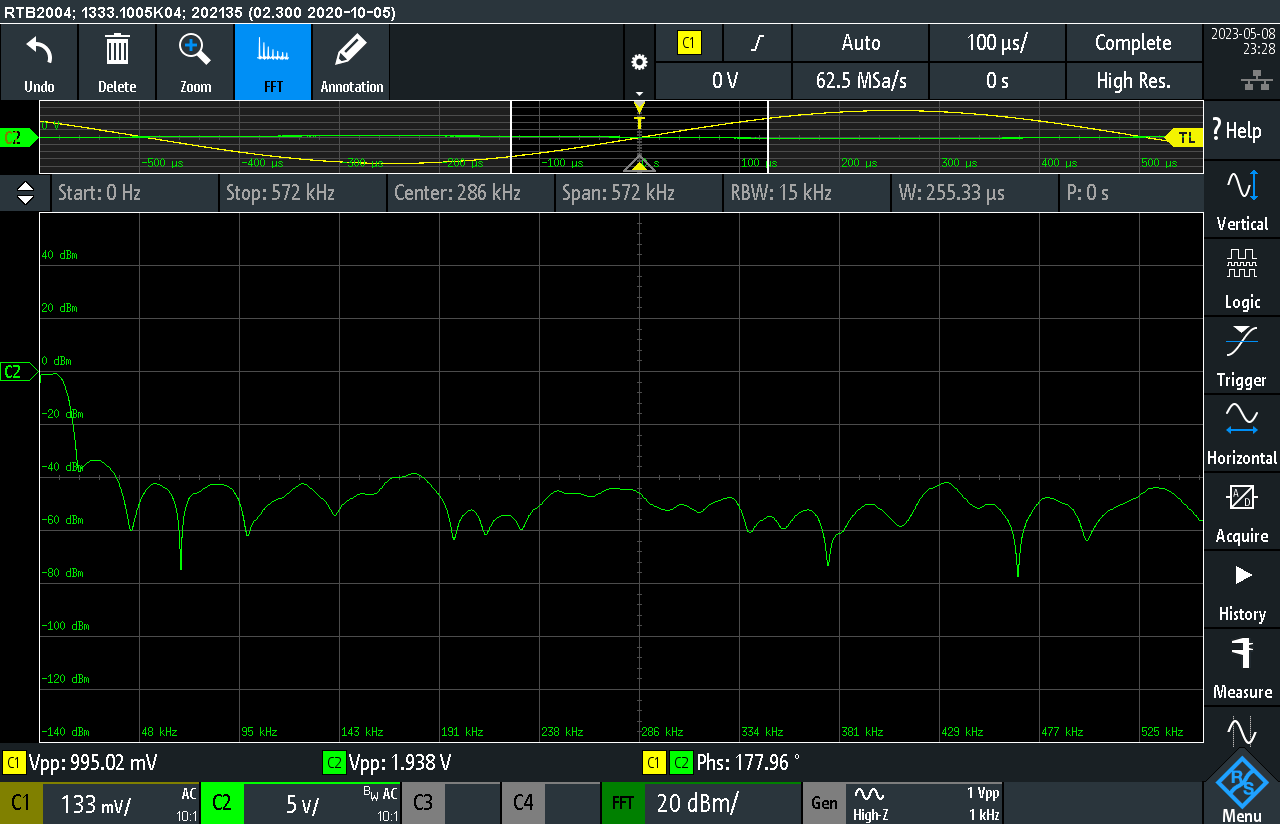 RTB2004; 1333.1005K04; 202135 (02.300 2020-10-05)
Undo Delete Zoom FFT Annotation
C1 Auto 100 µs/ Complete
0 V 62.5 MSa/s 0 s High Res.
2023-05-08
23:28
C2 0 V T TL
-500 µs -400 µs -300 µs -100 µs s 100 µs 200 µs 300 µs 400 µs 500 µs
? Help
Start: 0 Hz Stop: 572 kHz Center: 286 kHz Span: 572 kHz RBW: 15 kHz W: 255.33 µs P: 0 s
Vertical
Logic
Trigger
Horizontal
Acquire
History
Measure
Menu
40 dBm
20 dBm
0 dBm
C2
-20 dBm
-40 dBm
-60 dBm
-80 dBm
-100 dBm
-120 dBm
-140 dBm 48 kHz 95 kHz 143 kHz 191 kHz 238 kHz 286 kHz 334 kHz 381 kHz 429 kHz 477 kHz 525 kHz
C1 Vpp: 995.02 mV C2 Vpp: 1.938 V C1 C2 Phs: 177.96 °
C1 133 mV/ AC 10:1 C2 5 V/ BW AC 10:1 C3 C4 FFT 20 dBm/ Gen High-Z 1 Vpp 1 kHz
R&S